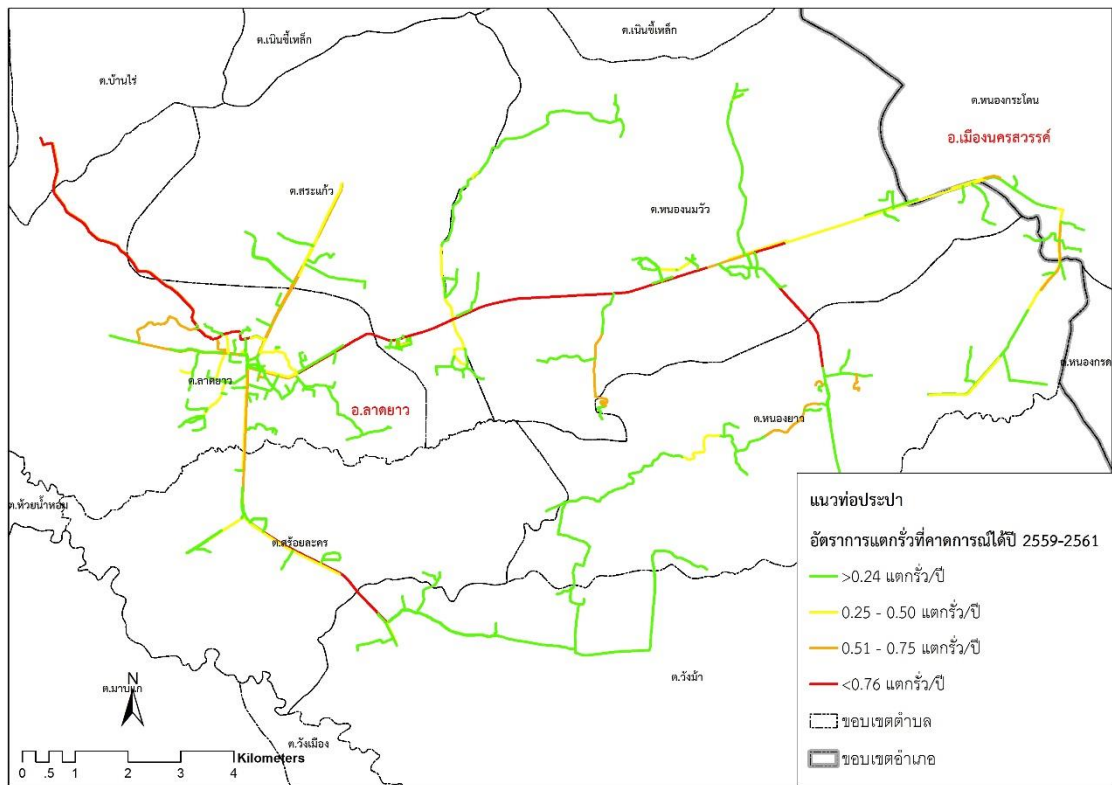 ต.เนินขี้เหล็ก
ต.เนินขี้เหล็ก
ต.บ้านไร่
ต.หนองกระโดน
อ.เมืองนครสวรรค์
ต.สระแก้ว
ต.หนองนมวัว
ต.หนองกรด
ต.ลาดยาว
อ.ลาดยาว
ต.หนองยาว
ต.ห้วยน้ำหอม
ต.สร้อยละคร
ต.วังม้า
ต.มาบแก
ต.วังเมือง
N
Kilometers
0 .5 1 2 3 4
แนวท่อประปา
อัตราการแตกรั่วที่คาดการณ์ได้ปี 2559-2561
>0.24 แตกรั่ว/ปี
0.25 - 0.50 แตกรั่ว/ปี
0.51 - 0.75 แตกรั่ว/ปี
<0.76 แตกรั่ว/ปี
ขอบเขตตำบล
ขอบเขตอำเภอ